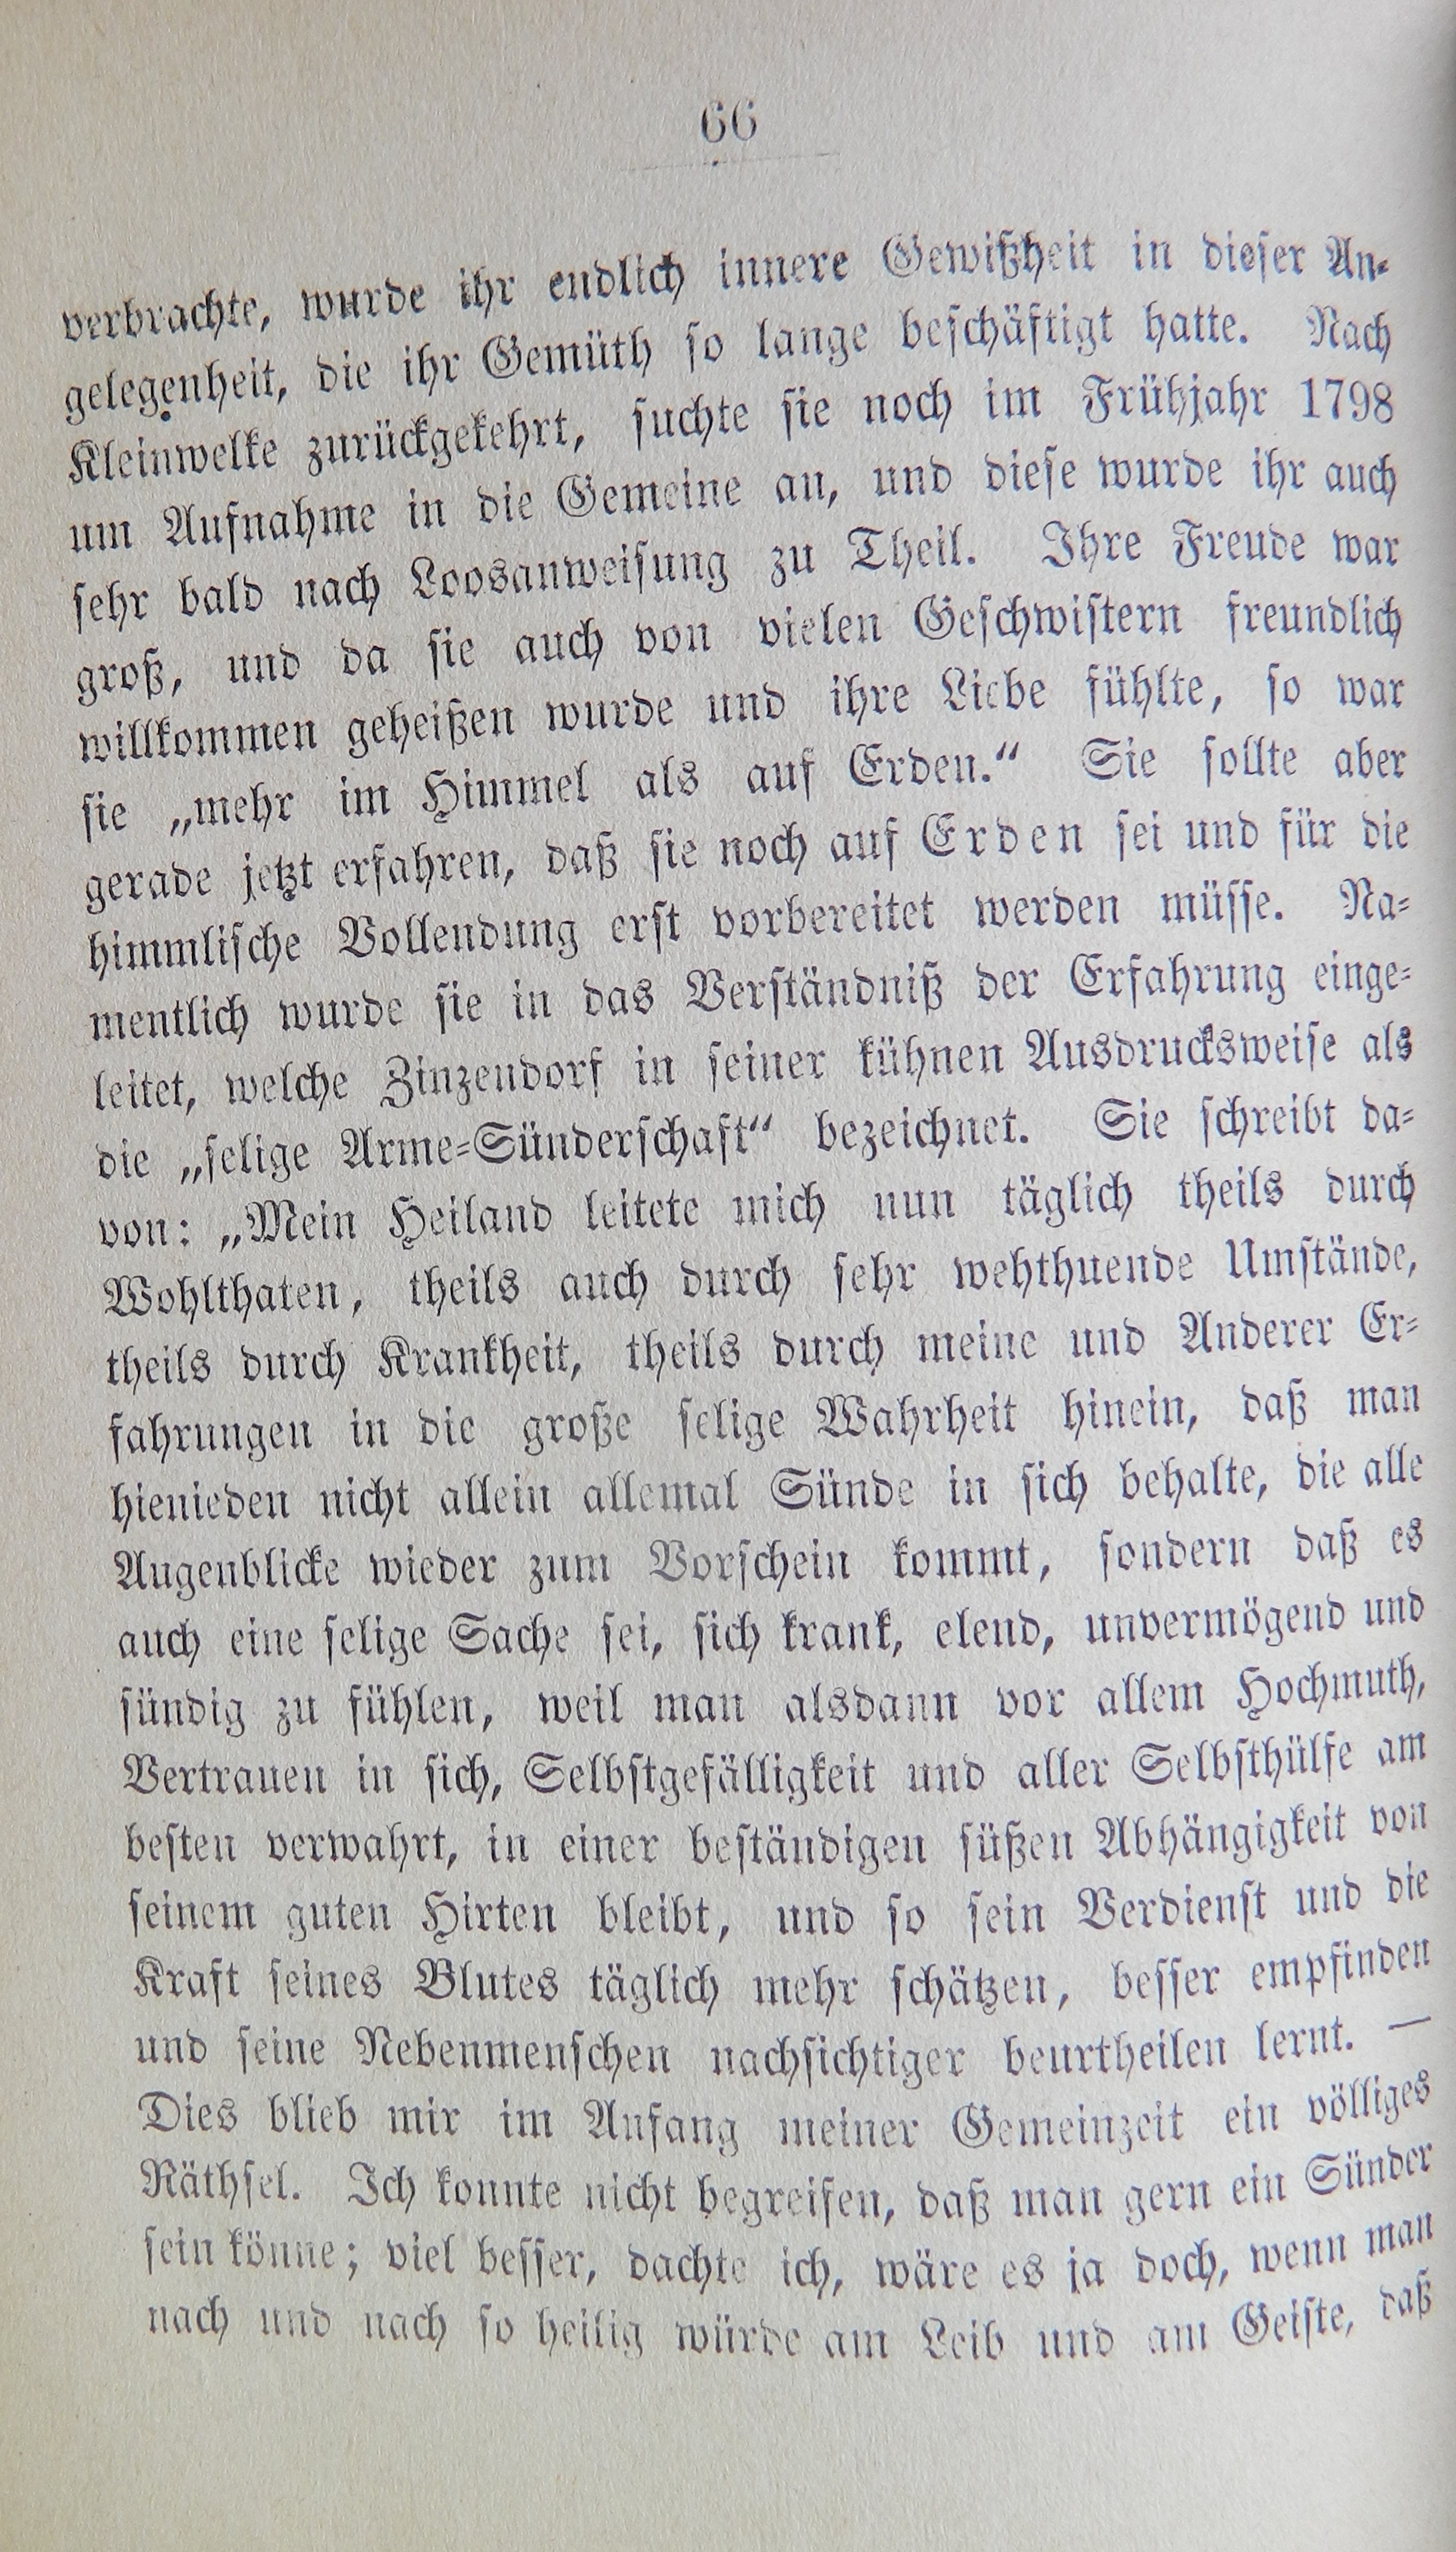 66
verbrachte, wurde ihr endlich innere Gewißheit in dieser An-
gelegenheit, die ihr Gemüth so lange beschäftigt hatte. Nach
Kleinwelke zurückgekehrt, suchte sie noch im Frühjahr 1798
um Aufnahme in die Gemeine an, und diese wurde ihr auch
sehr bald nach Loosanweisung zu Theil. Ihre Freude war
groß, und da sie auch von vielen Geschwistern freundlich
willkommen geheißen wurde und ihre Liebe fühlte, so war
sie „mehr im Himmel als auf Erden.“ Sie sollte aber
gerade jetzt erfahren, daß sie noch auf Erden sei und für die
himmlische Vollendung erst vorbereitet werden müsse. Na-
mentlich wurde sie in das Verständniß der Erfahrung einge-
leitet, welche Zinzendorf in seiner kühnen Ausdrucksweise als
die „selige Arme-Sünderschaft“ bezeichnet. Sie schreibt da-
von: „Mein Heiland leitete mich nun täglich theils durch
Wohlthaten, theils auch durch sehr wehthuende Umstände,
theils durch Krankheit, theils durch meine und Anderer Er-
fahrungen in die große selige Wahrheit hinein, daß man
hienieden nicht allein allemal Sünde in sich behalte, die alle
Augenblicke wieder zum Vorschein kommt, sondern daß es
auch eine selige Sache sei, sich krank, elend, unvermögend und
sündig zu fühlen, weil man alsdann vor allem Hochmuth,
Vertrauen in sich, Selbstgefälligkeit und aller Selbsthülfe am
besten verwahrt, in einer beständigen süßen Abhängigkeit von
seinem guten Hirten bleibt, und so sein Verdienst und die
Kraft seines Blutes täglich mehr schätzen, besser empfinden
und seine Nebenmenschen nachsichtiger beurtheilen lernt. —
Dies blieb mir im Anfang meiner Gemeinzeit ein völliges
Räthsel. Ich konnte nicht begreifen, daß man gern ein Sünder
sein könne; viel besser, dachte ich, wäre es ja doch, wenn man
nach und nach so heilig würde am Leib und am Geiste, daß